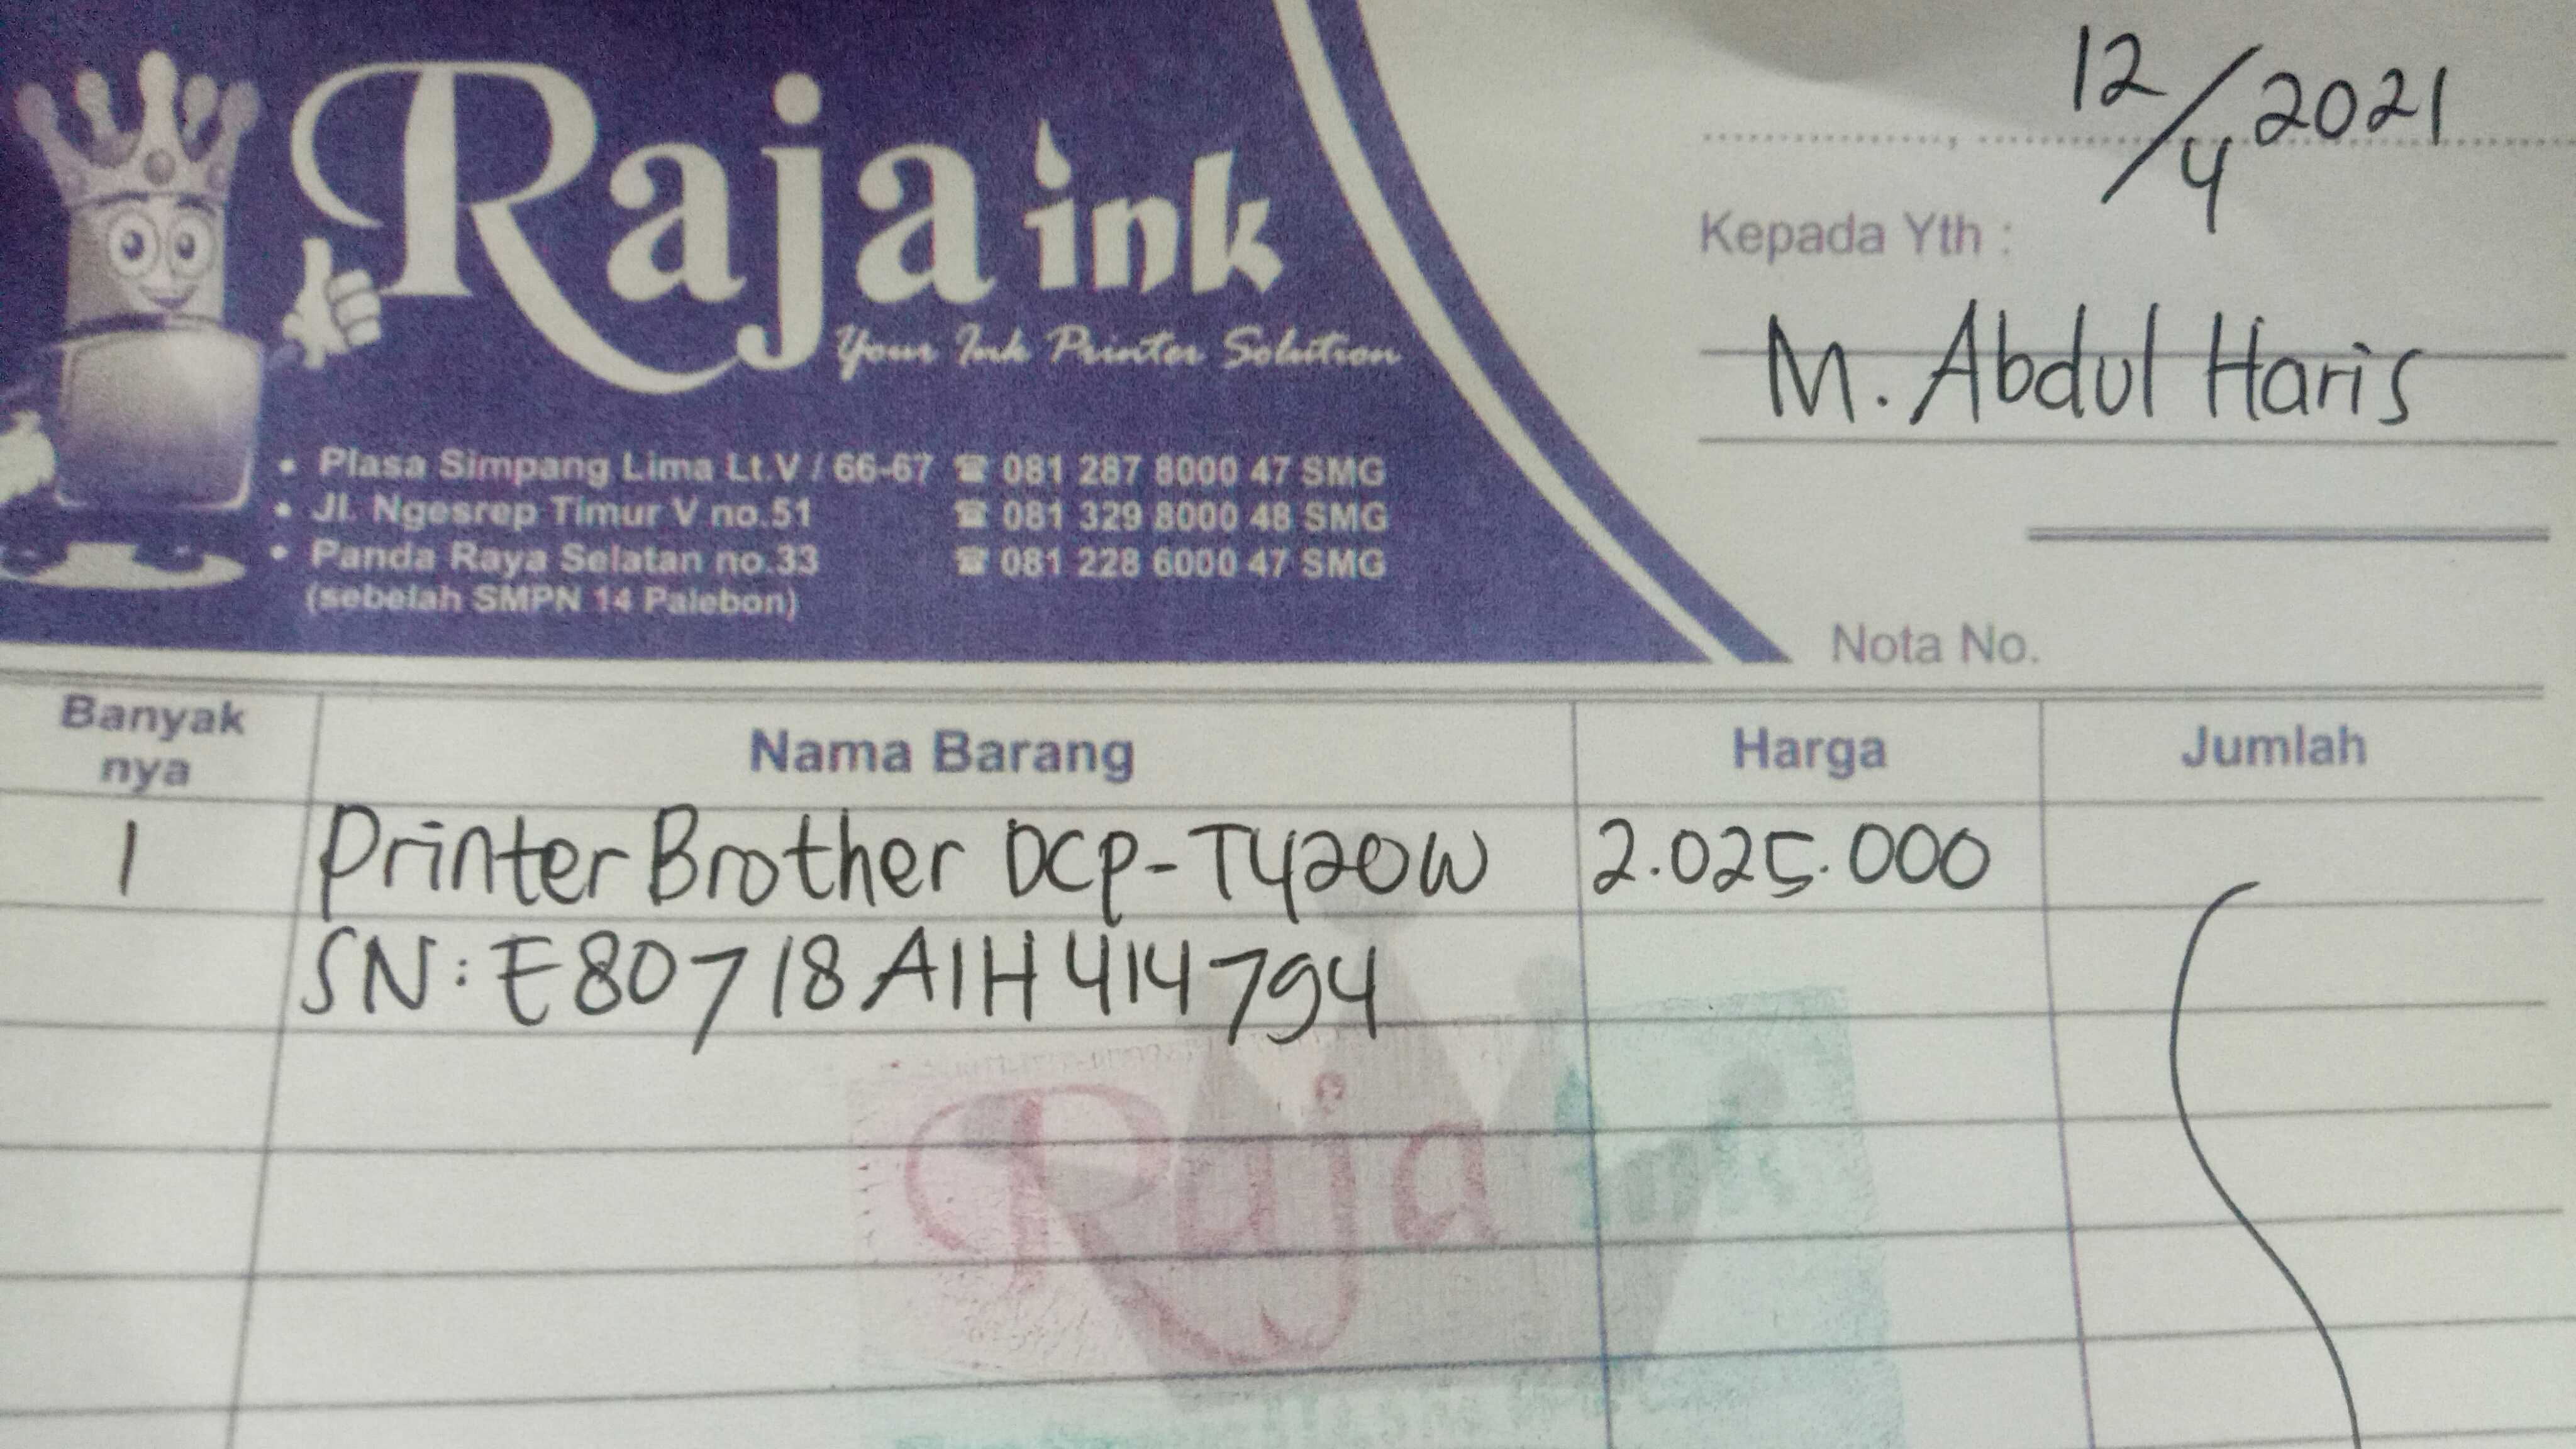 Raja ink
Your Ink Printer Solution
• Plasa Simpang Lima Lt.V / 66-67 ☎ 081 287 8000 47 SMG
• Jl. Ngesrep Timur V no.51 ☎ 081 329 8000 48 SMG
• Panda Raya Selatan no.33 ☎ 081 228 6000 47 SMG
(sebelah SMPN 14 Palebon)
12/4 2021
Kepada Yth :
M. Abdul Haris
Nota No.
Banyak nya Nama Barang Harga Jumlah
1 Printer Brother DCP-T420W 2.025.000
SN: E80718A1H414794
Raja ink